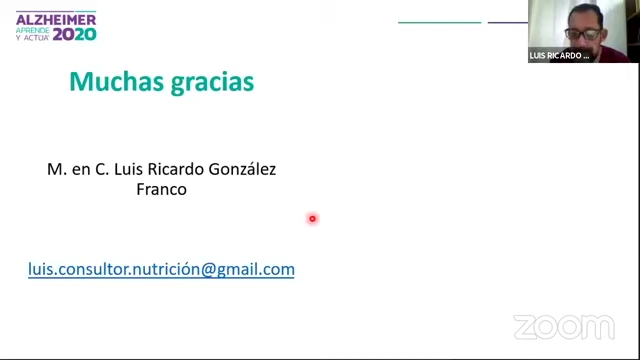 ALZHEIMER
APRENDE
Y ACTÚA 2020
LUIS RICARDO ...
Muchas gracias
M. en C. Luis Ricardo González
Franco
luis.consultor.nutrición@gmail.com
zoom